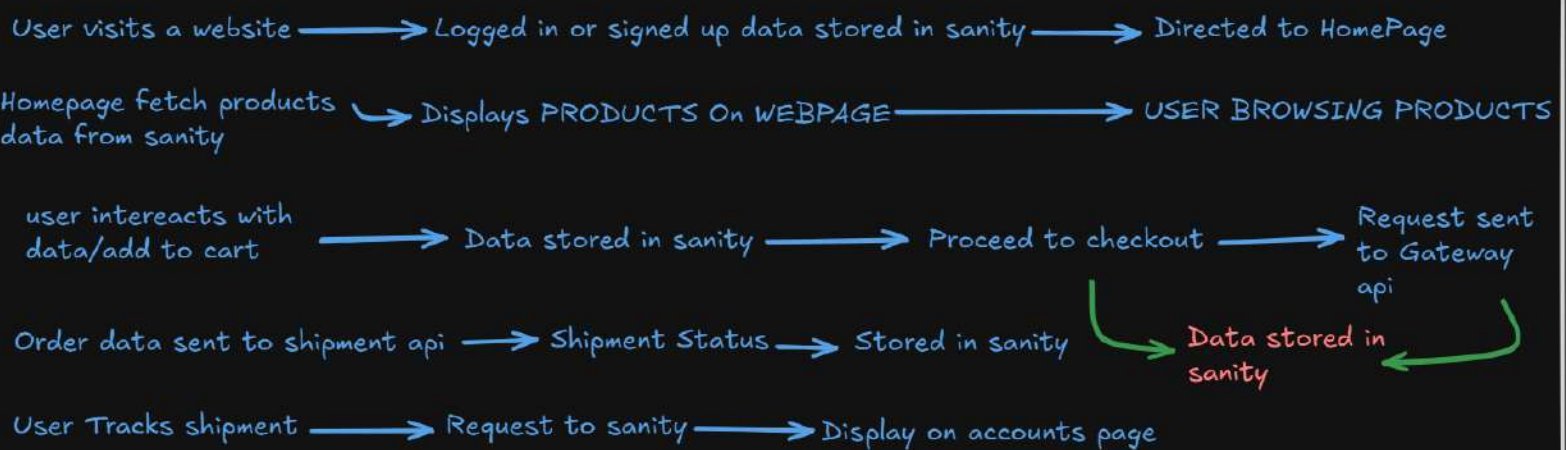 User visits a website
Logged in or signed up data stored in sanity
Directed to HomePage
Homepage fetch products
data from sanity
Displays PRODUCTS On WEBPAGE
USER BROWSING PRODUCTS
user intereacts with
data/add to cart
Data stored in sanity
Proceed to checkout
Request sent
to Gateway
api
Order data sent to shipment api
Shipment Status
Stored in sanity
Data stored in
sanity
User Tracks shipment
Request to sanity
Display on accounts page